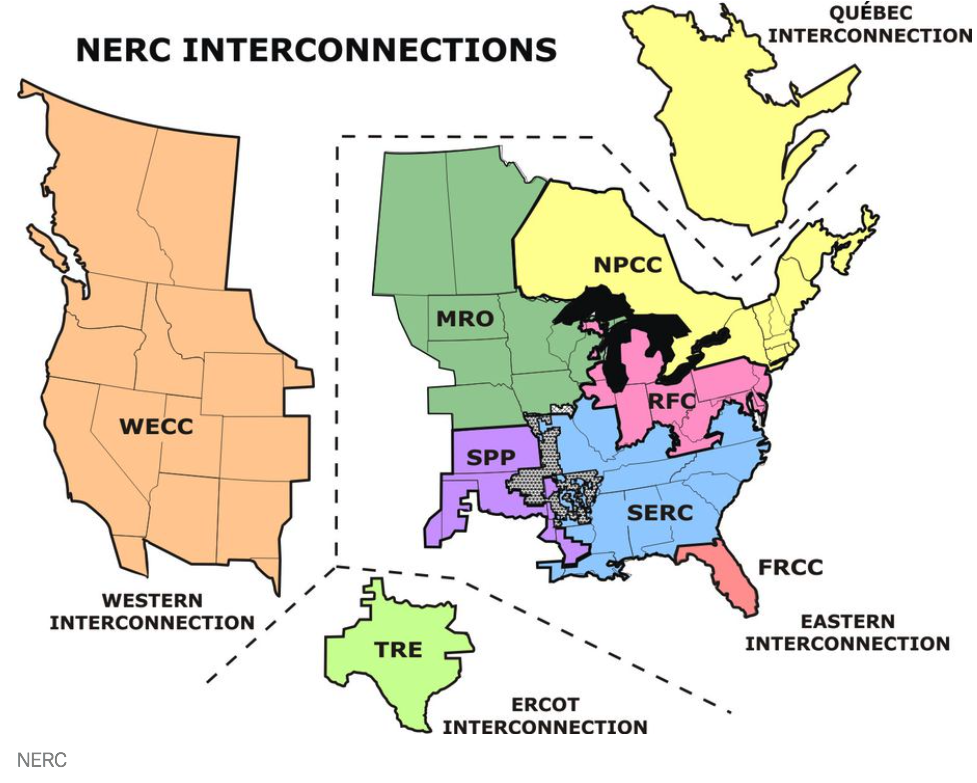 QUÉBEC
INTERCONNECTION
NERC INTERCONNECTIONS
NPCC
MRO
RFC
WECC
SPP
SERC
FRCC
WESTERN
INTERCONNECTION
EASTERN
INTERCONNECTION
TRE
ERCOT
INTERCONNECTION
NERC